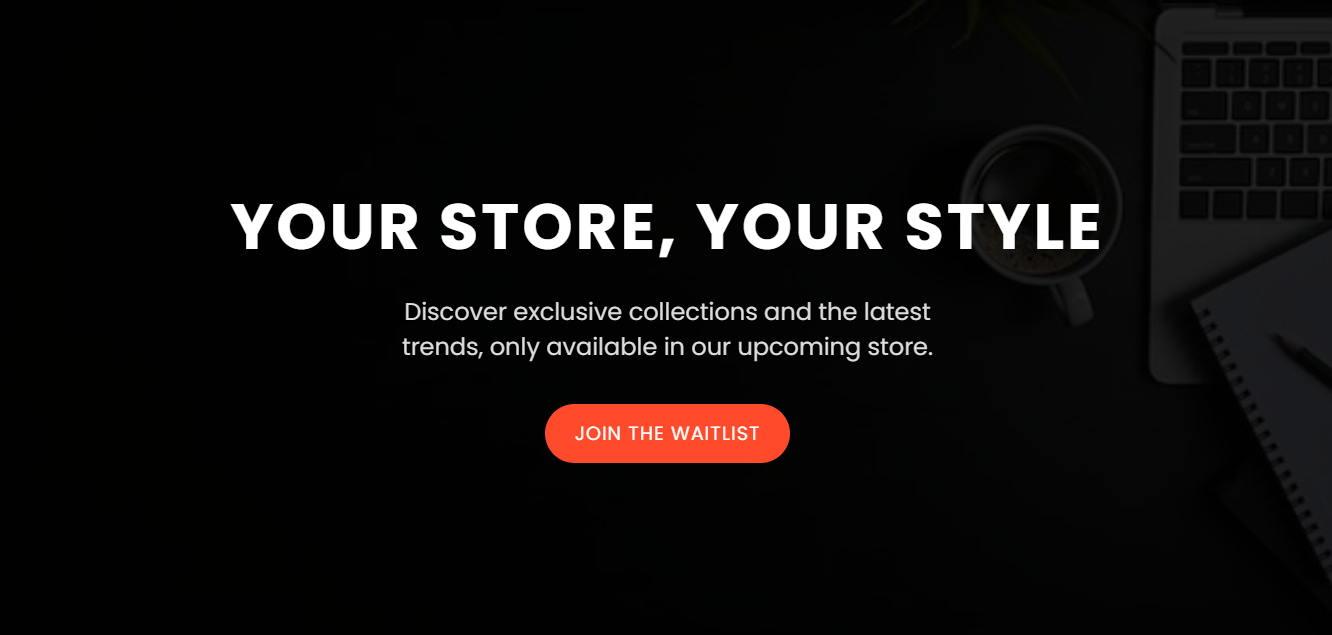 YOUR STORE, YOUR STYLE
Discover exclusive collections and the latest
trends, only available in our upcoming store.
JOIN THE WAITLIST